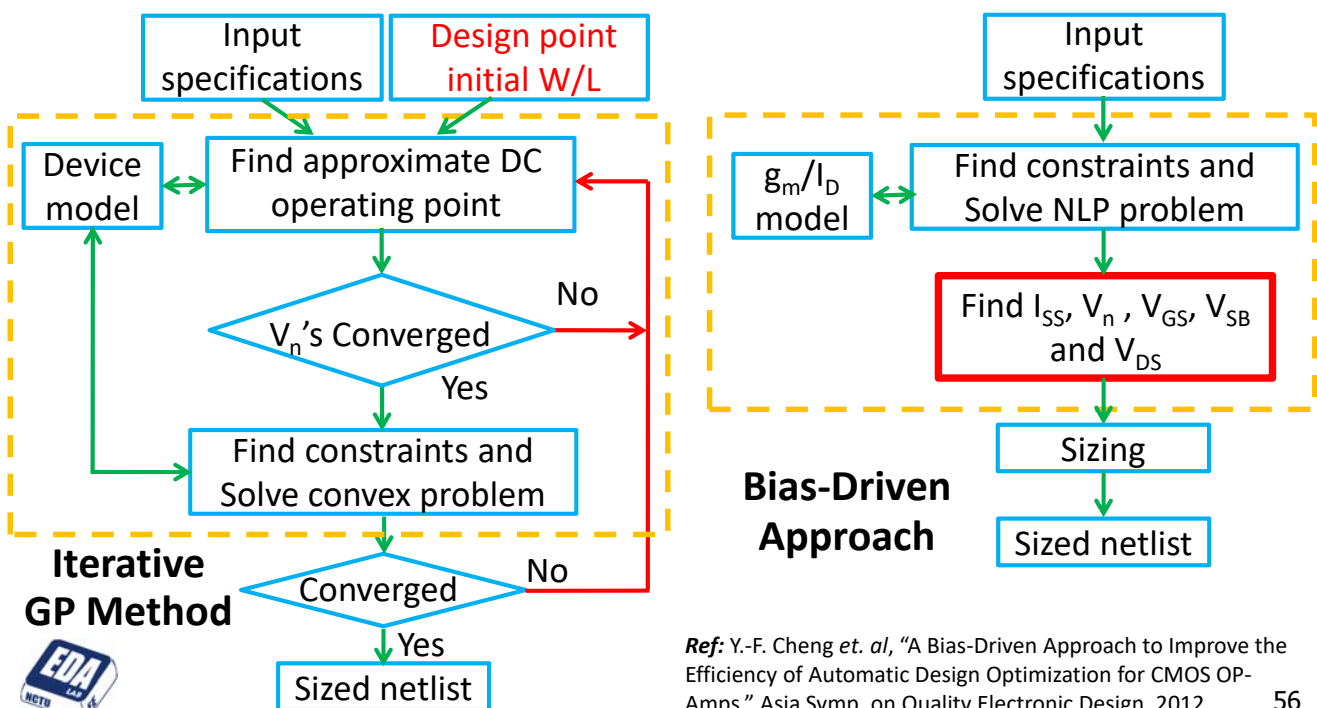 Input
specifications
Design point
initial W/L
Device
model
Find approximate DC
operating point
No
Vn's Converged
Yes
Find constraints and
Solve convex problem
Iterative
GP Method
Converged
No
Yes
Sized netlist
EDA
LAB
NCTU
Input
specifications
gm/ID
model
Find constraints and
Solve NLP problem
Find ISS, Vn , VGS, VSB
and VDS
Sizing
Bias-Driven
Approach
Sized netlist
Ref: Y.-F. Cheng et. al, “A Bias-Driven Approach to Improve the
Efficiency of Automatic Design Optimization for CMOS OP-
Amps,” Asia Symp. on Quality Electronic Design, 2012
56